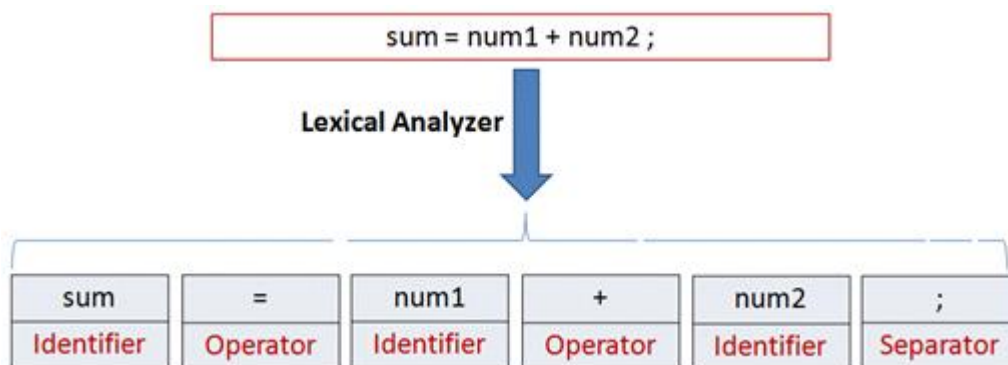 sum = num1 + num2 ;
Lexical Analyzer
sum = num1 + num2 ;
Identifier Operator Identifier Operator Identifier Separator